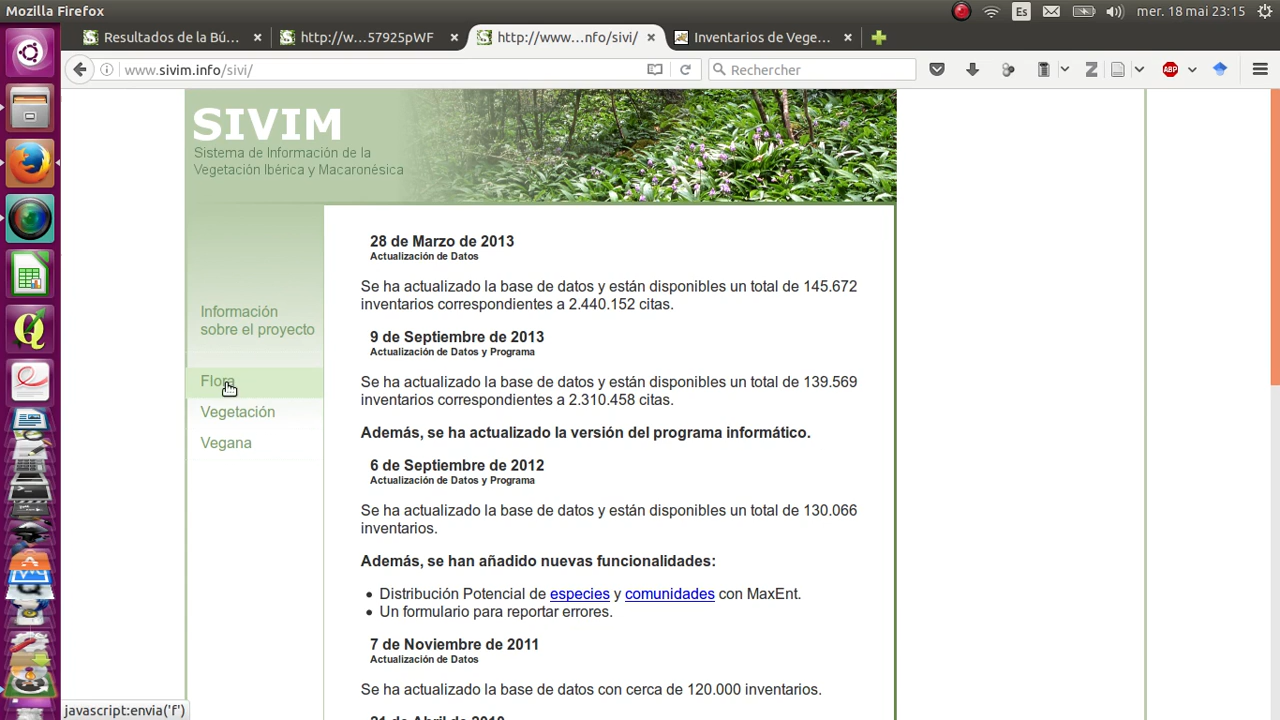 Mozilla Firefox
Es
mer. 18 mai 23:15
Resultados de la Bú...
http://w...57925pWF
http://www...nfo/sivi/
Inventarios de Vege...
www.sivim.info/sivi/
Rechercher
ABP
SIVIM
Sistema de Información de la
Vegetación Ibérica y Macaronésica
28 de Marzo de 2013
Actualización de Datos
Se ha actualizado la base de datos y están disponibles un total de 145.672
inventarios correspondientes a 2.440.152 citas.
Información
sobre el proyecto
9 de Septiembre de 2013
Actualización de Datos y Programa
Flora
Se ha actualizado la base de datos y están disponibles un total de 139.569
inventarios correspondientes a 2.310.458 citas.
Vegetación
Además, se ha actualizado la versión del programa informático.
Vegana
6 de Septiembre de 2012
Actualización de Datos y Programa
Se ha actualizado la base de datos y están disponibles un total de 130.066
inventarios.
Además, se han añadido nuevas funcionalidades:
• Distribución Potencial de especies y comunidades con MaxEnt.
• Un formulario para reportar errores.
7 de Noviembre de 2011
Actualización de Datos
Se ha actualizado la base de datos con cerca de 120.000 inventarios.
21 de Abril de 2010
javascript:envia('f')